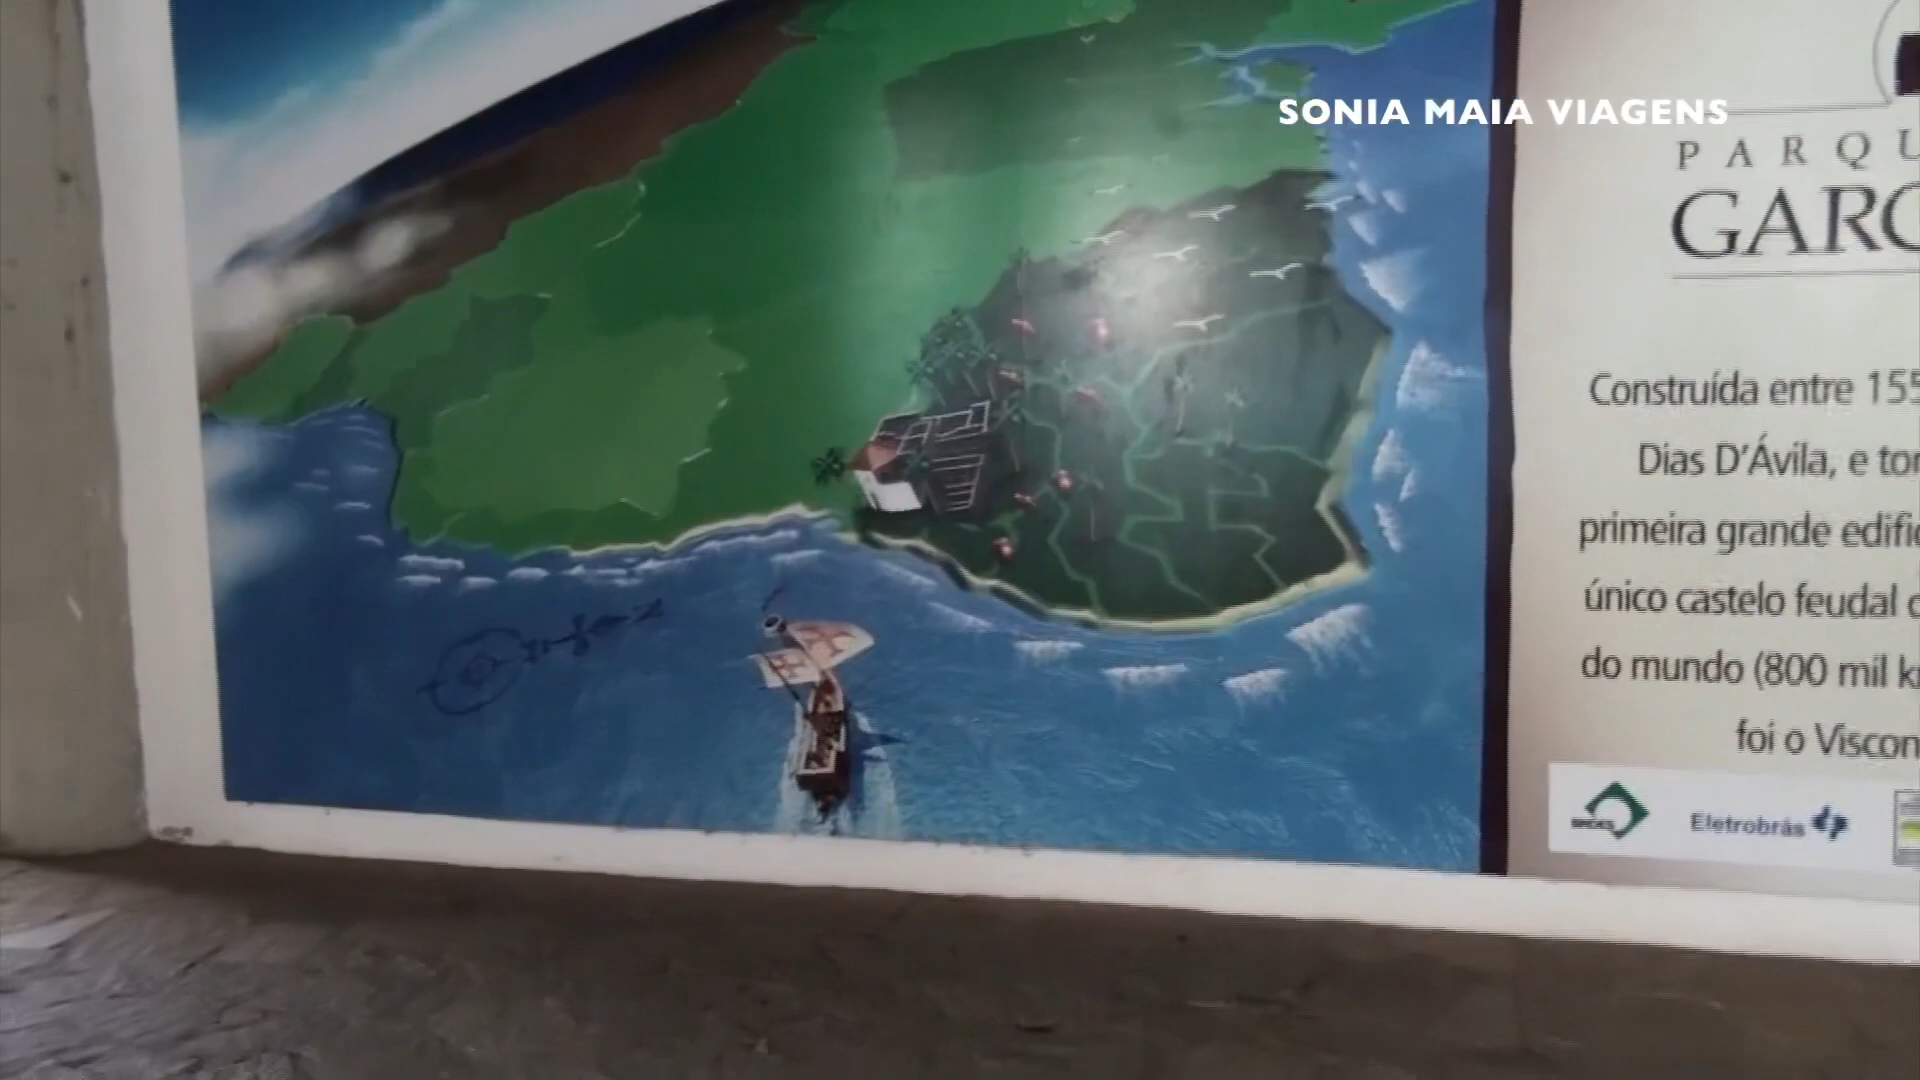 SONIA MAIA VIAGENS
PARQU
GARC
Construída entre 155
Dias D'Ávila, e tor
primeira grande edific
único castelo feudal d
do mundo (800 mil k
foi o Viscon
BNDES
Eletrobrás